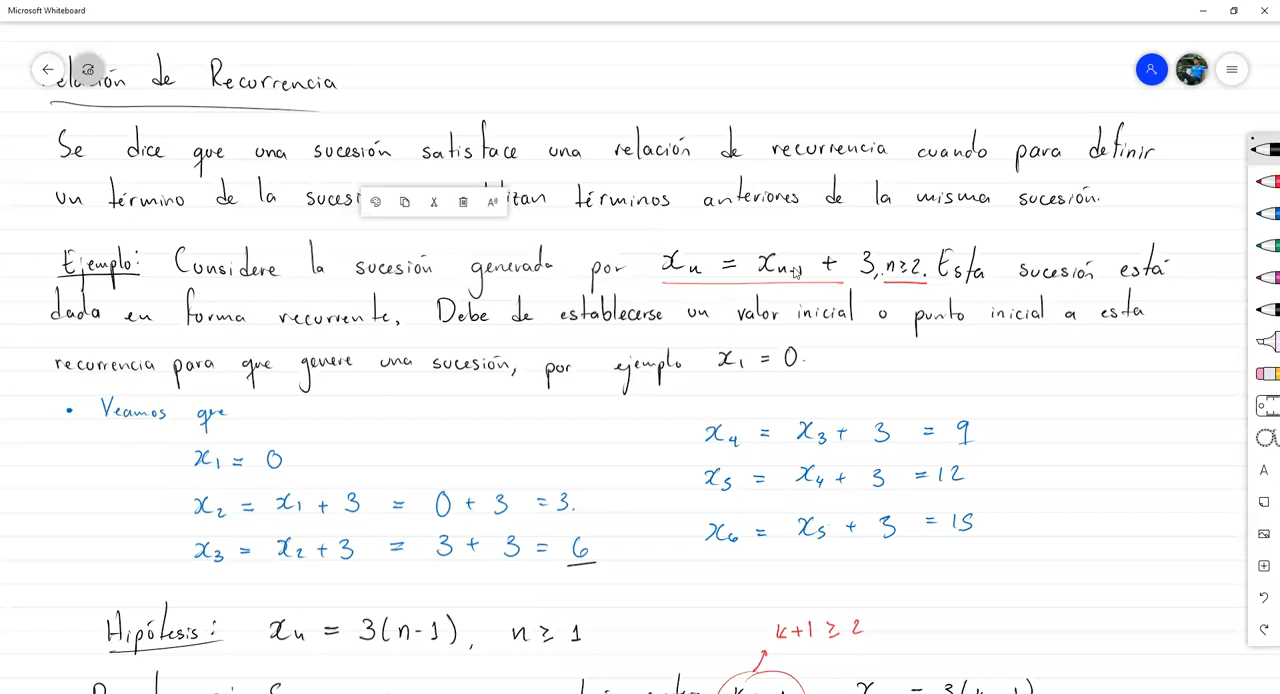 Microsoft Whiteboard
elación de Recurrencia
Se dice que una sucesión satisface una relación de recurrencia cuando para definir
un término de la suces lizan términos anteriores de la misma sucesión.
Ejemplo: Considere la sucesión generada por xₙ = xₙ₋₁ + 3, n≥2. Esta sucesión está
dada en forma recurrente. Debe de establecerse un valor inicial o punto inicial a esta
recurrencia para que genere una sucesión, por ejemplo x₁ = 0.
• Veamos que
x₁ = 0
x₂ = x₁ + 3 = 0 + 3 = 3.
x₃ = x₂ + 3 = 3 + 3 = 6
x₄ = x₃ + 3 = 9
x₅ = x₄ + 3 = 12
x₆ = x₅ + 3 = 15
Hipótesis: xₙ = 3(n-1), n ≥ 1
k+1 ≥ 2